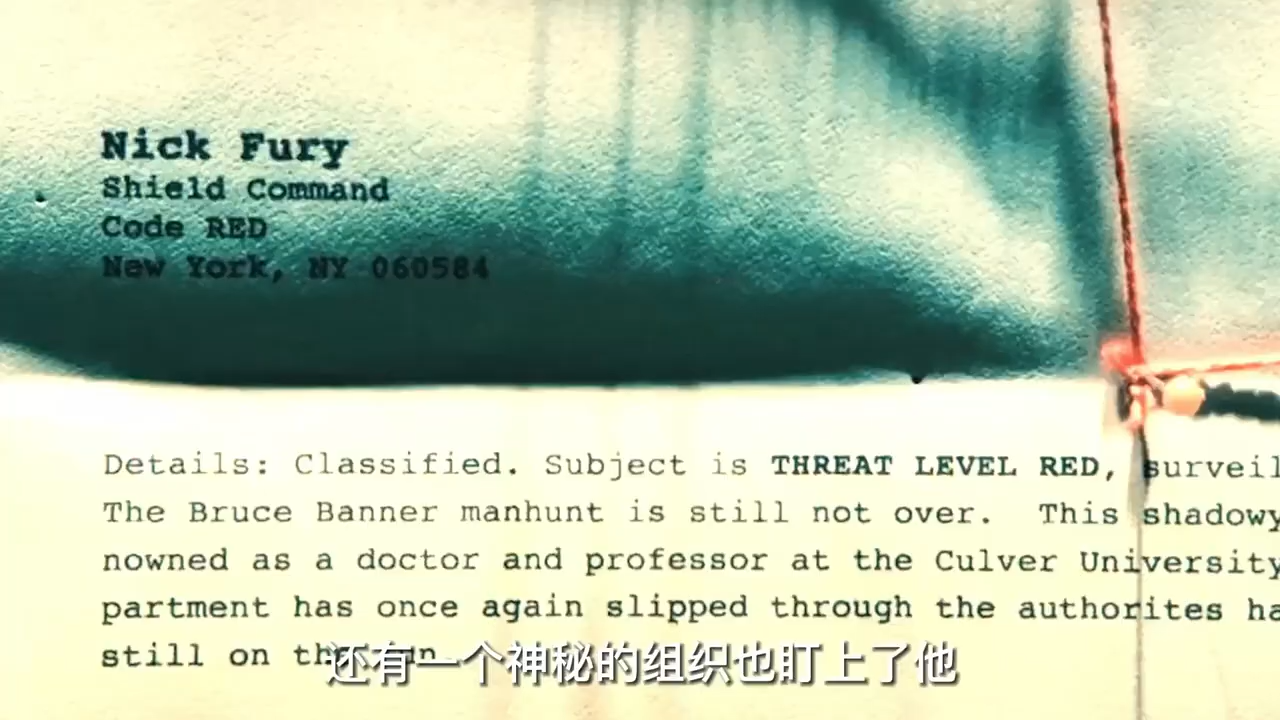 Nick Fury
Shield Command
Code RED
New York, NY 060584
Details: Classified. Subject is THREAT LEVEL RED, surveil
The Bruce Banner manhunt is still not over. This shadowy
nowned as a doctor and professor at the Culver University
partment has once again slipped through the authorites ha
still on
还有一个神秘的组织也盯上了他